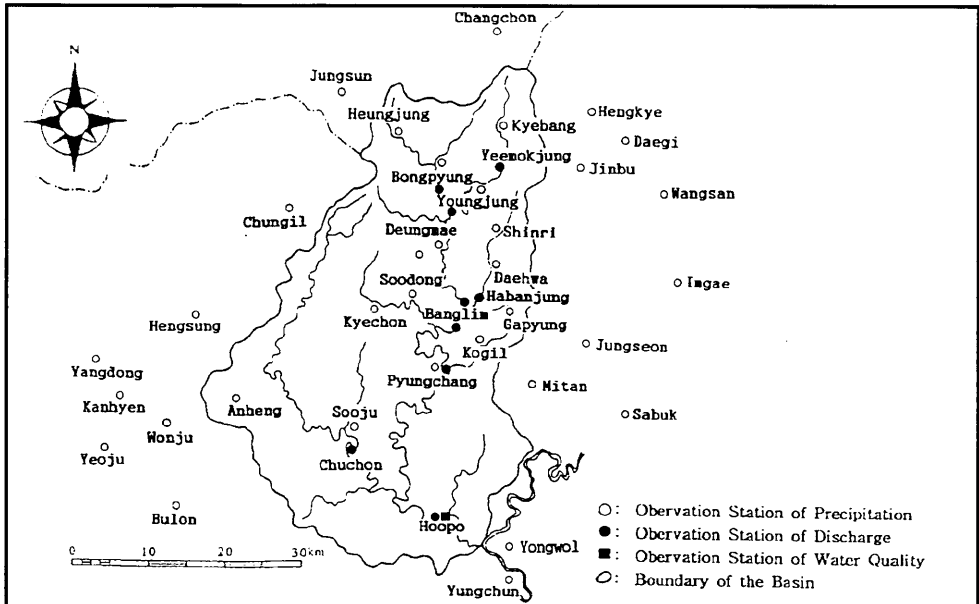 Changchon
N
Jungsun
Hengkye
Heungjung
Kyebang
Daegi
Yeemokjung
Jinbu
Bongpyung
Wangsan
Youngjung
Chungil
Deungmae
Shinri
Daehwa
Soodong
Imgae
Habanjung
Hengsung
Kyechon
Banglim
Gapyung
Kogil
Jungseon
Yangdong
Pyungchang
Mitan
Kanhyen
Anheng
Sooju
Sabuk
Wonju
Yeoju
Chuchon
Bulon
Hoopo
○: Obervation Station of Precipitation
●: Obervation Station of Discharge
Yongwol
■: Obervation Station of Water Quality
0 10 20 30km
Yungchun
: Boundary of the Basin